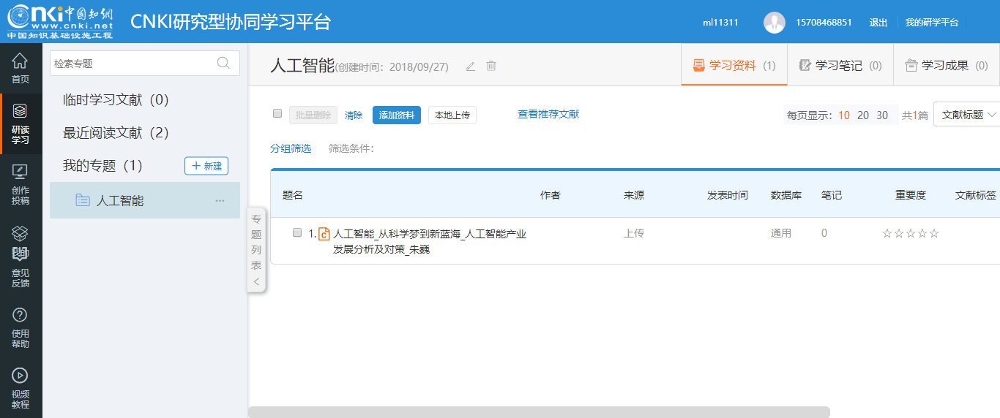 Cnki中国知網
www.cnki.net
中国知识基础设施工程
CNKI研究型协同学习平台
ml11311
15708468851
退出
我的研学平台
首页
研读
学习
创作
投稿
意见
反馈
使用
帮助
视频
教程
检索专题
临时学习文献（0）
最近阅读文献（2）
我的专题（1）
＋ 新建
人工智能
···
专
题
列
表
<
人工智能(创建时间：2018/09/27)
学习资料 (1)
学习笔记 (0)
学习成果 (0)
批量删除
清除
添加资料
本地上传
查看推荐文献
每页显示：10 20 30
共1篇
文献标题
分组筛选
筛选条件：
题名
作者
来源
发表时间
数据库
笔记
重要度
文献标签
1. C 人工智能_从科学梦到新蓝海_人工智能产业
发展分析及对策_朱巍
上传
通用
0
☆☆☆☆☆